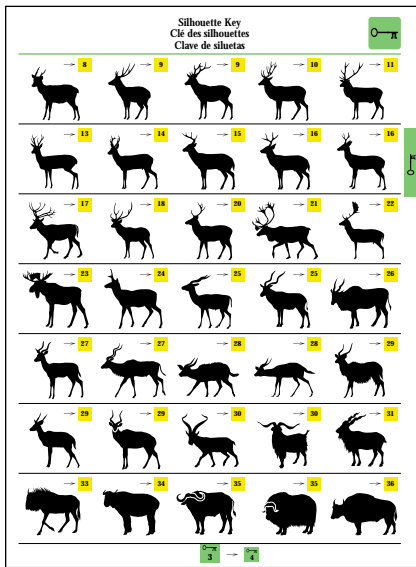 Silhouette Key
Clé des silhouettes
Clave de siluetas
→ 8 → 9 → 9 → 10 → 11
→ 13 → 14 → 15 → 16 → 16
→ 17 → 18 → 20 → 21 → 22
→ 23 → 24 → 25 → 25 → 26
→ 27 → 27 → 28 → 28 → 29
→ 29 → 29 → 30 → 30 → 31
→ 33 → 34 → 35 → 35 → 36
3 → 4